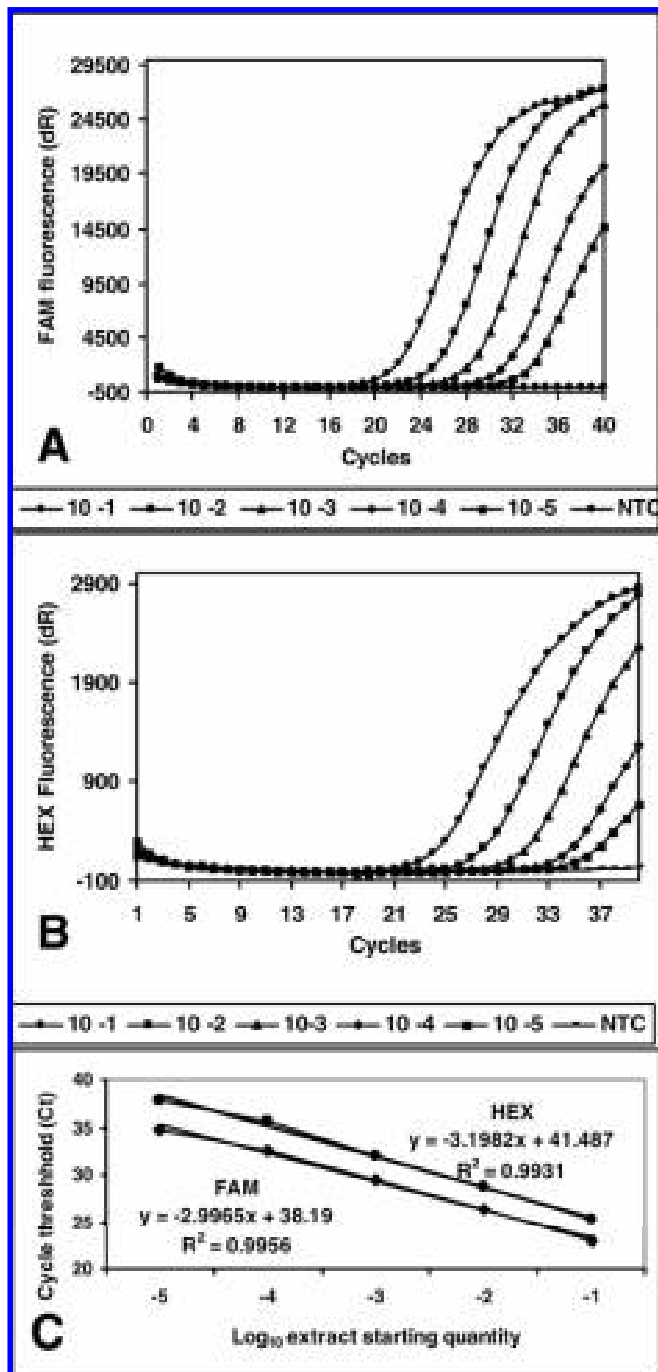 FAM fluorescence (dR)
29500
24500
19500
14500
9500
4500
-500
0 4 8 12 16 20 24 28 32 36 40
Cycles
A
10 -1 10 -2 10 -3 10 -4 10 -5 NTC
HEX Fluorescence (dR)
2900
1900
900
-100
1 5 9 13 17 21 25 29 33 37
Cycles
B
10 -1 10 -2 10-3 10 -4 10 -5 NTC
Cycle threshhold (Ct)
40
35
30
25
20
HEX
y = -3.1982x + 41.487
R² = 0.9931
FAM
y = -2.9965x + 38.19
R² = 0.9956
-5 -4 -3 -2 -1
Log₁₀ extract starting quantity
C